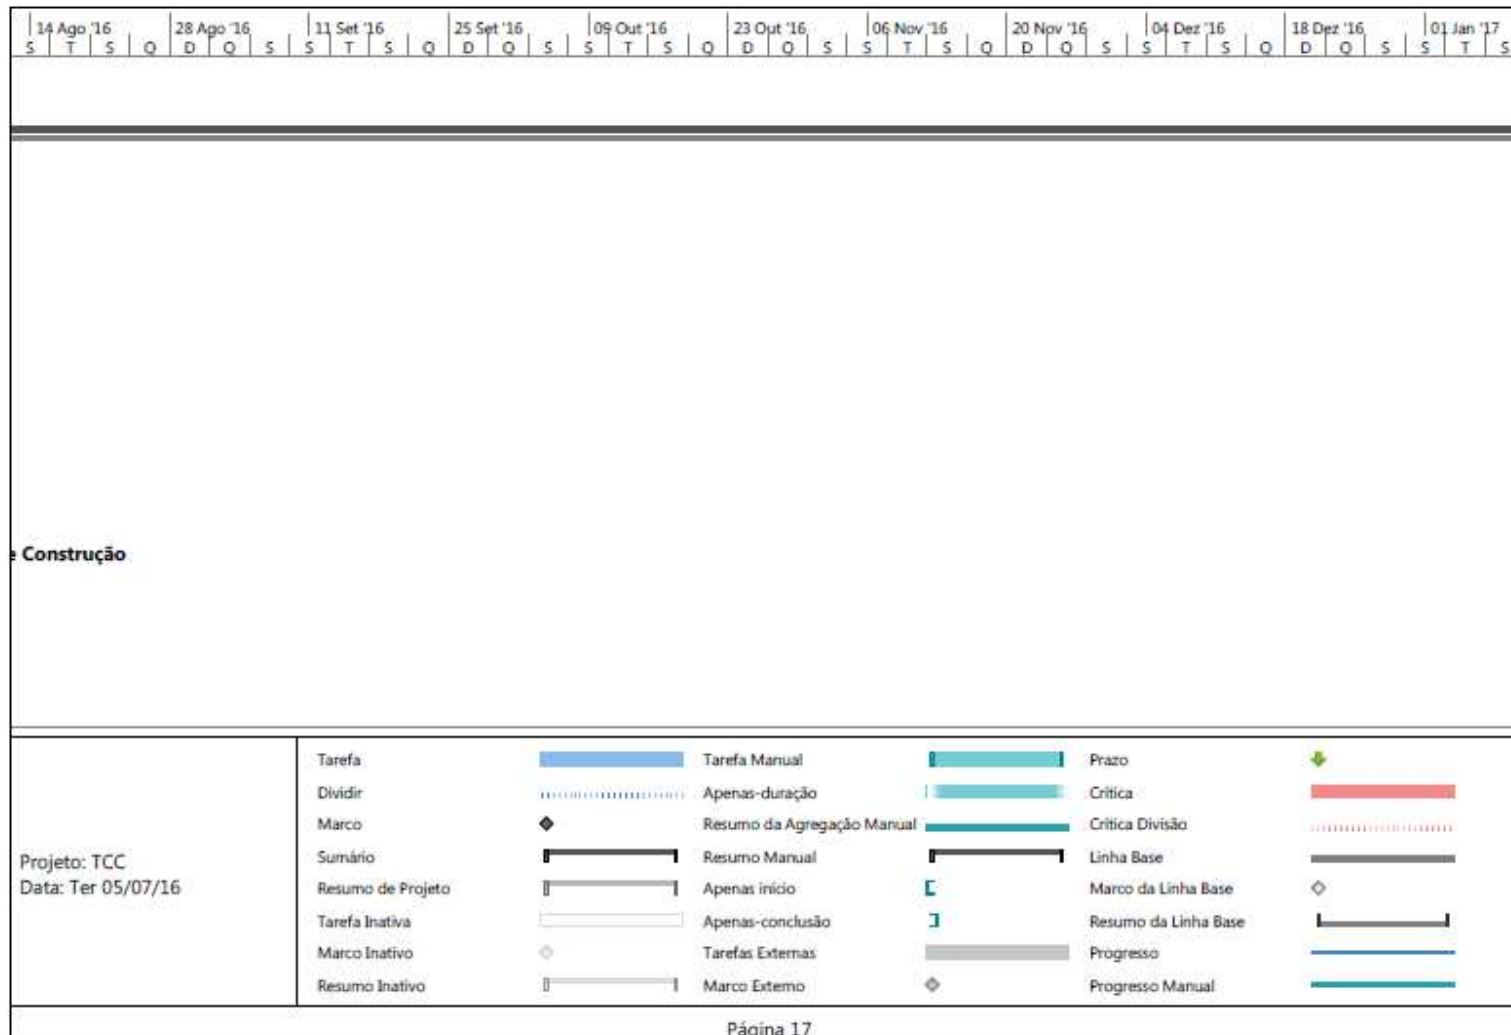 14 Ago '16 28 Ago '16 11 Set '16 25 Set '16 09 Out '16 23 Out '16 06 Nov '16 20 Nov '16 04 Dez '16 18 Dez '16 01 Jan '17
S T S Q D Q S S T S Q D Q S S T S Q D Q S S T S Q D Q S S T S Q D Q S S T S
e Construção
Projeto: TCC
Data: Ter 05/07/16
Tarefa
Dividir
Marco
Sumário
Resumo de Projeto
Tarefa Inativa
Marco Inativo
Resumo Inativo
Tarefa Manual
Apenas-duração
Resumo da Agregação Manual
Resumo Manual
Apenas início
Apenas-conclusão
Tarefas Externas
Marco Externo
Prazo
Crítica
Crítica Divisão
Linha Base
Marco da Linha Base
Resumo da Linha Base
Progresso
Progresso Manual
Página 17